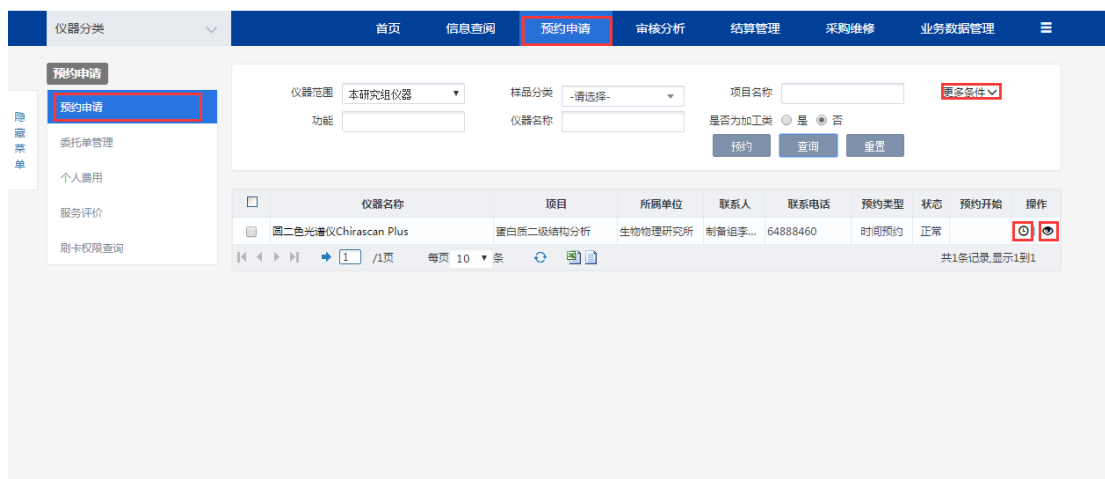 仪器分类 首页 信息查阅 预约申请 审核分析 结算管理 采购维修 业务数据管理
预约申请
预约申请
委托单管理
个人费用
服务评价
刷卡权限查询
隐藏菜单
仪器范围 本研究组仪器 样品分类 -请选择- 项目名称 更多条件
功能 仪器名称 是否为加工类 是 否
预约 查询 重置
仪器名称 项目 所属单位 联系人 联系电话 预约类型 状态 预约开始 操作
圆二色光谱仪Chirascan Plus 蛋白质二级结构分析 生物物理研究所 制备组李... 64888460 时间预约 正常
1 /1页 每页 10 条 共1条记录,显示1到1